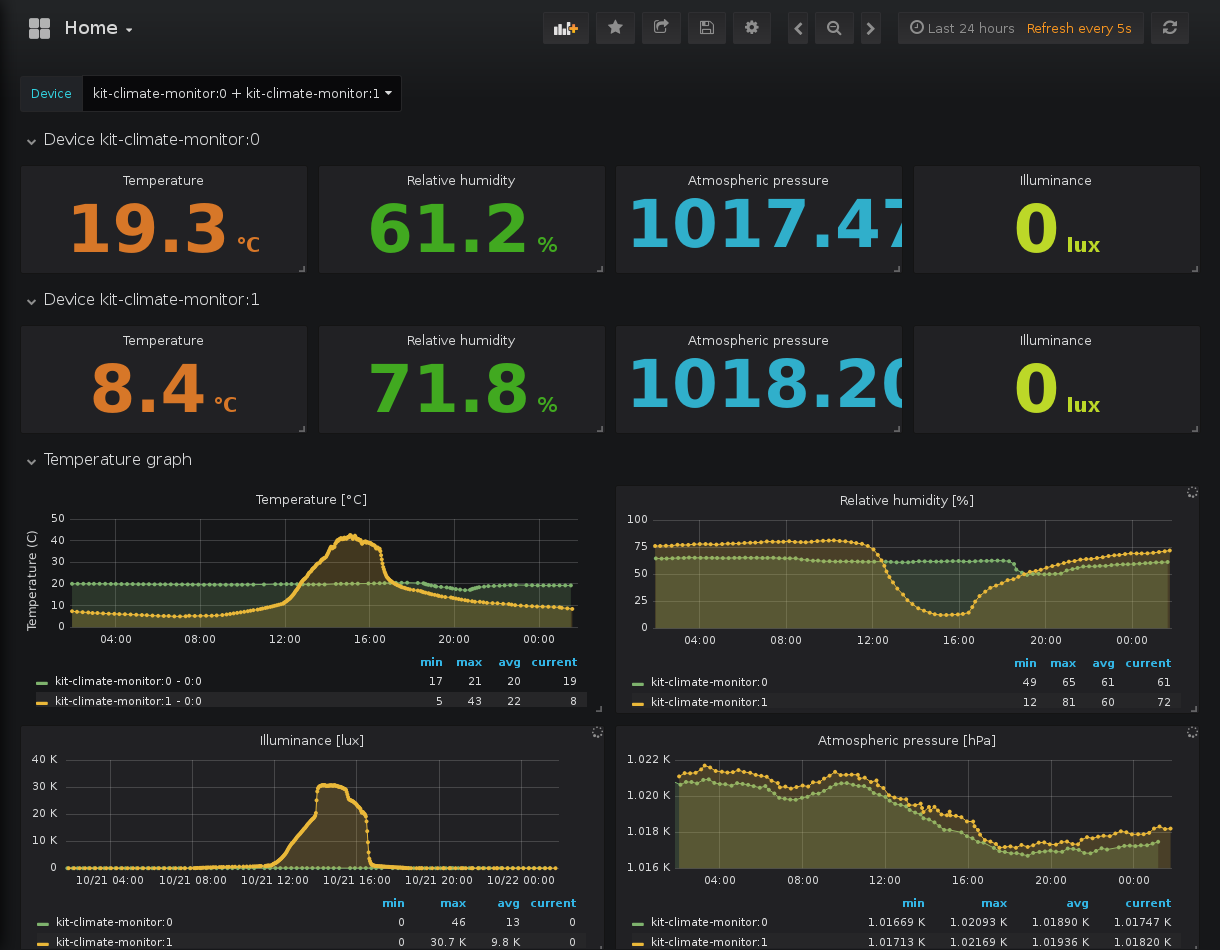 Home
Last 24 hours Refresh every 5s
Device kit-climate-monitor:0 + kit-climate-monitor:1
Device kit-climate-monitor:0
Temperature Relative humidity Atmospheric pressure Illuminance
19.3 °C 61.2 % 1017.47 0 lux
Device kit-climate-monitor:1
Temperature Relative humidity Atmospheric pressure Illuminance
8.4 °C 71.8 % 1018.20 0 lux
Temperature graph
Temperature [°C]
Temperature (C)
50
40
30
20
10
0
04:00 08:00 12:00 16:00 20:00 00:00
min max avg current
kit-climate-monitor:0 - 0:0 17 21 20 19
kit-climate-monitor:1 - 0:0 5 43 22 8
Relative humidity [%]
100
75
50
25
0
04:00 08:00 12:00 16:00 20:00 00:00
min max avg current
kit-climate-monitor:0 49 65 61 61
kit-climate-monitor:1 12 81 60 72
Illuminance [lux]
40 K
30 K
20 K
10 K
0
10/21 04:00 10/21 08:00 10/21 12:00 10/21 16:00 10/21 20:00 10/22 00:00
min max avg current
kit-climate-monitor:0 0 46 13 0
kit-climate-monitor:1 0 30.7 K 9.8 K 0
Atmospheric pressure [hPa]
1.022 K
1.020 K
1.018 K
1.016 K
04:00 08:00 12:00 16:00 20:00 00:00
min max avg current
kit-climate-monitor:0 1.01669 K 1.02093 K 1.01890 K 1.01747 K
kit-climate-monitor:1 1.01713 K 1.02169 K 1.01936 K 1.01820 K